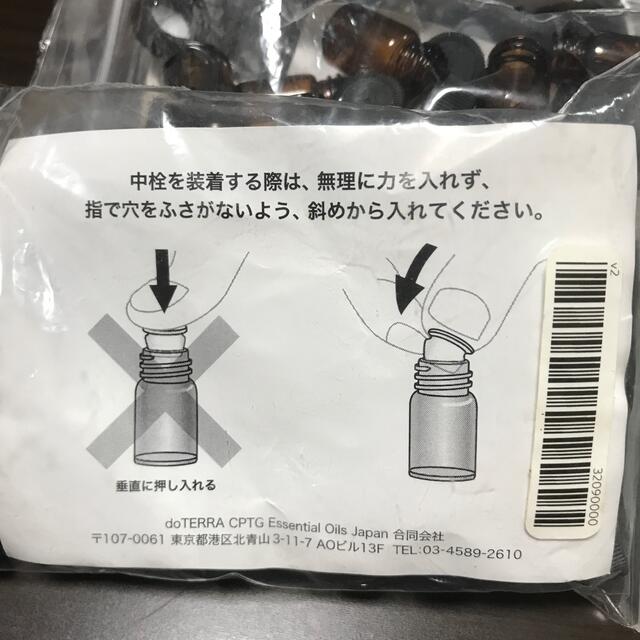 中栓を装着する際は、無理に力を入れず、
指で穴をふさがないよう、斜めから入れてください。
垂直に押し入れる
doTERRA CPTG Essential Oils Japan 合同会社
〒107-0061 東京都港区北青山3-11-7 AOビル13F TEL:03-4589-2610
v2
32090000